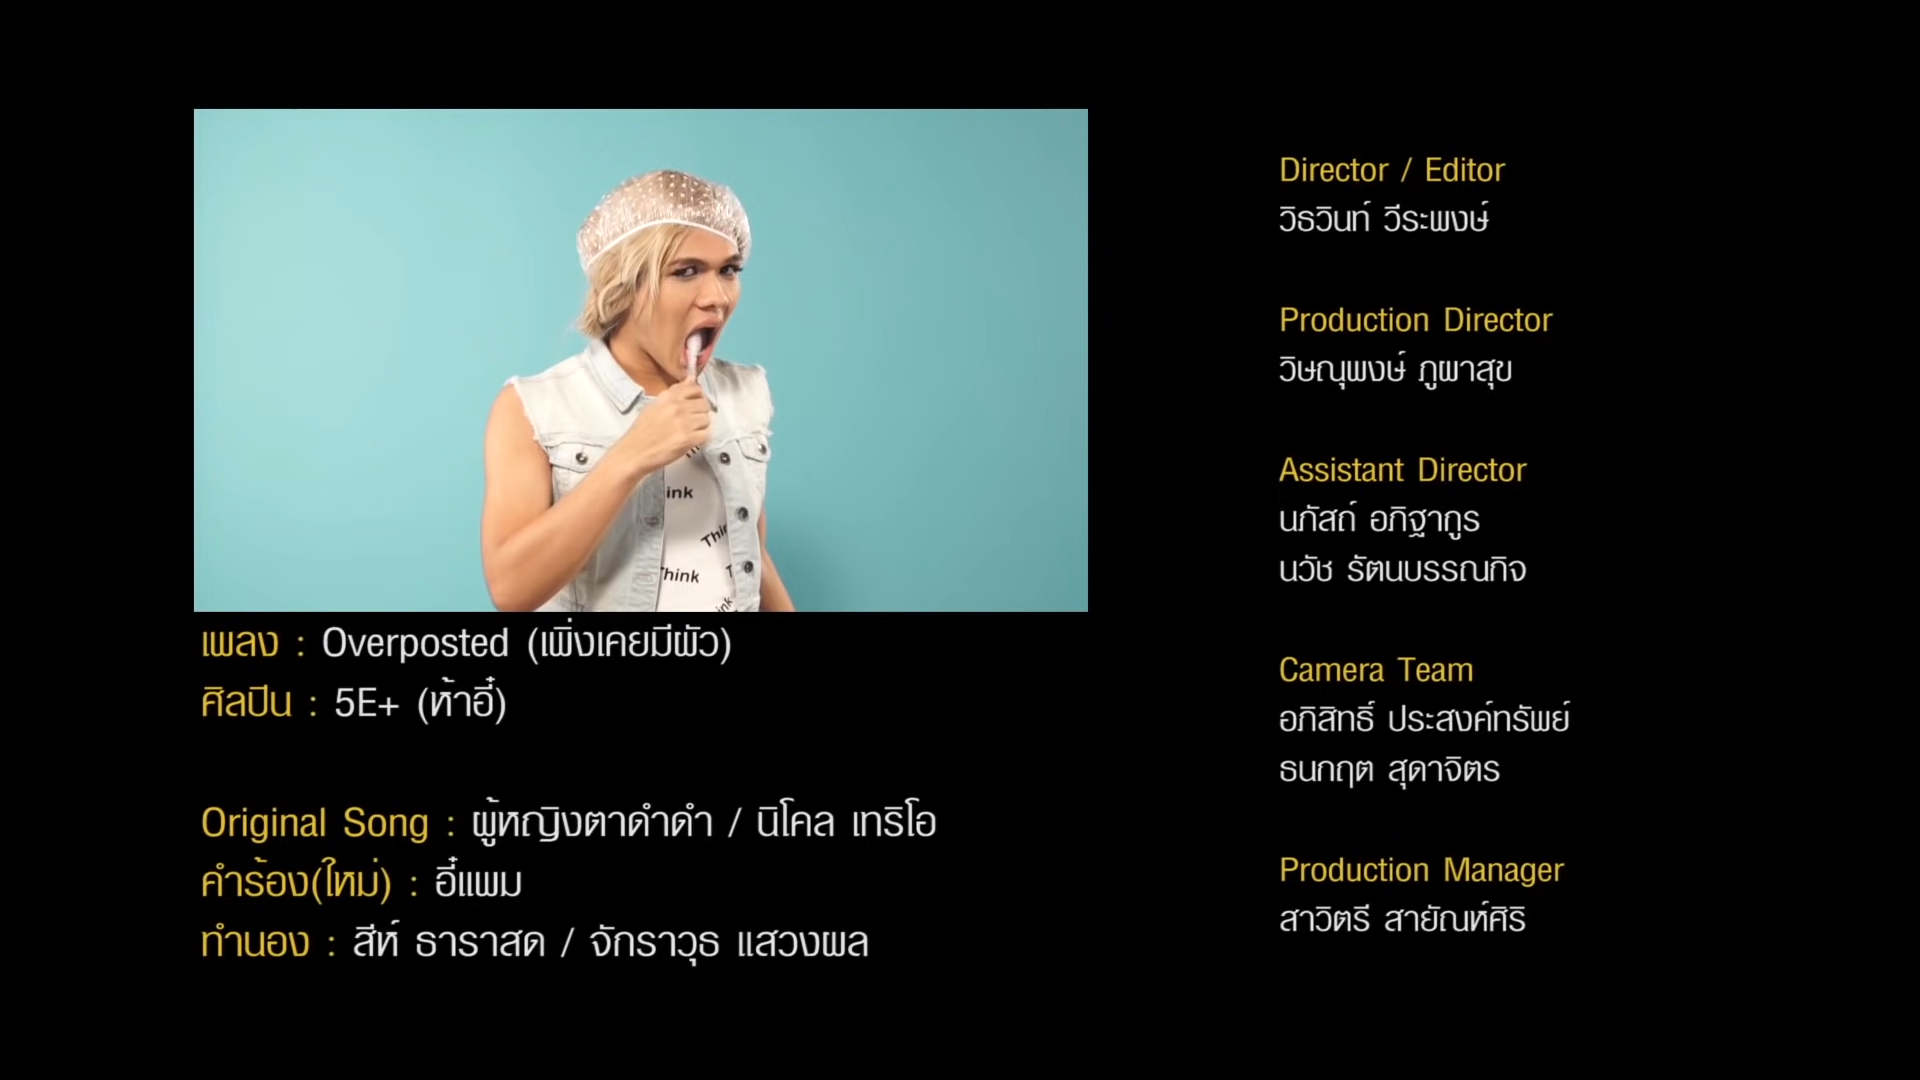 ink
Thin
Think
เพลง : Overposted (เพิ่งเคยมีผัว)
ศิลปิน : 5E+ (ห้าอี๋)
Original Song : ผู้หญิงตาดำดำ / นิโคล เทริโอ
คำร้อง(ใหม่) : อี๋แพม
ทำนอง : สีห์ ธาราสด / จักราวุธ แสวงผล
Director / Editor
วิธวินท์ วีระพงษ์
Production Director
วิษณุพงษ์ ภูผาสุข
Assistant Director
นภัสถ์ อภิฐากูร
นวัช รัตนบรรณกิจ
Camera Team
อภิสิทธิ์ ประสงค์ทรัพย์
ธนกฤต สุดาจิตร
Production Manager
สาวิตรี สายัณห์ศิริ